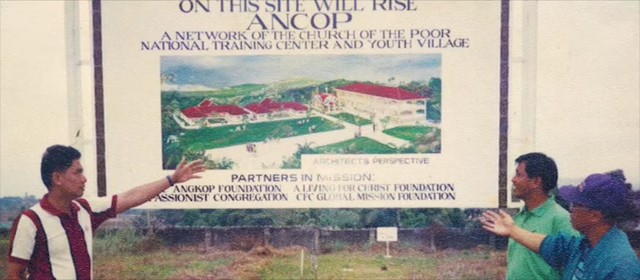 ON THIS SITE WILL RISE
ANCOP
A NETWORK OF THE CHURCH OF THE POOR
NATIONAL TRAINING CENTER AND YOUTH VILLAGE
ARCHITECT'S PERSPECTIVE
PARTNERS IN MISSION:
ANGKOP FOUNDATION A LIVING FOR CHRIST FOUNDATION
PASSIONIST CONGREGATION CFC GLOBAL MISSION FOUNDATION